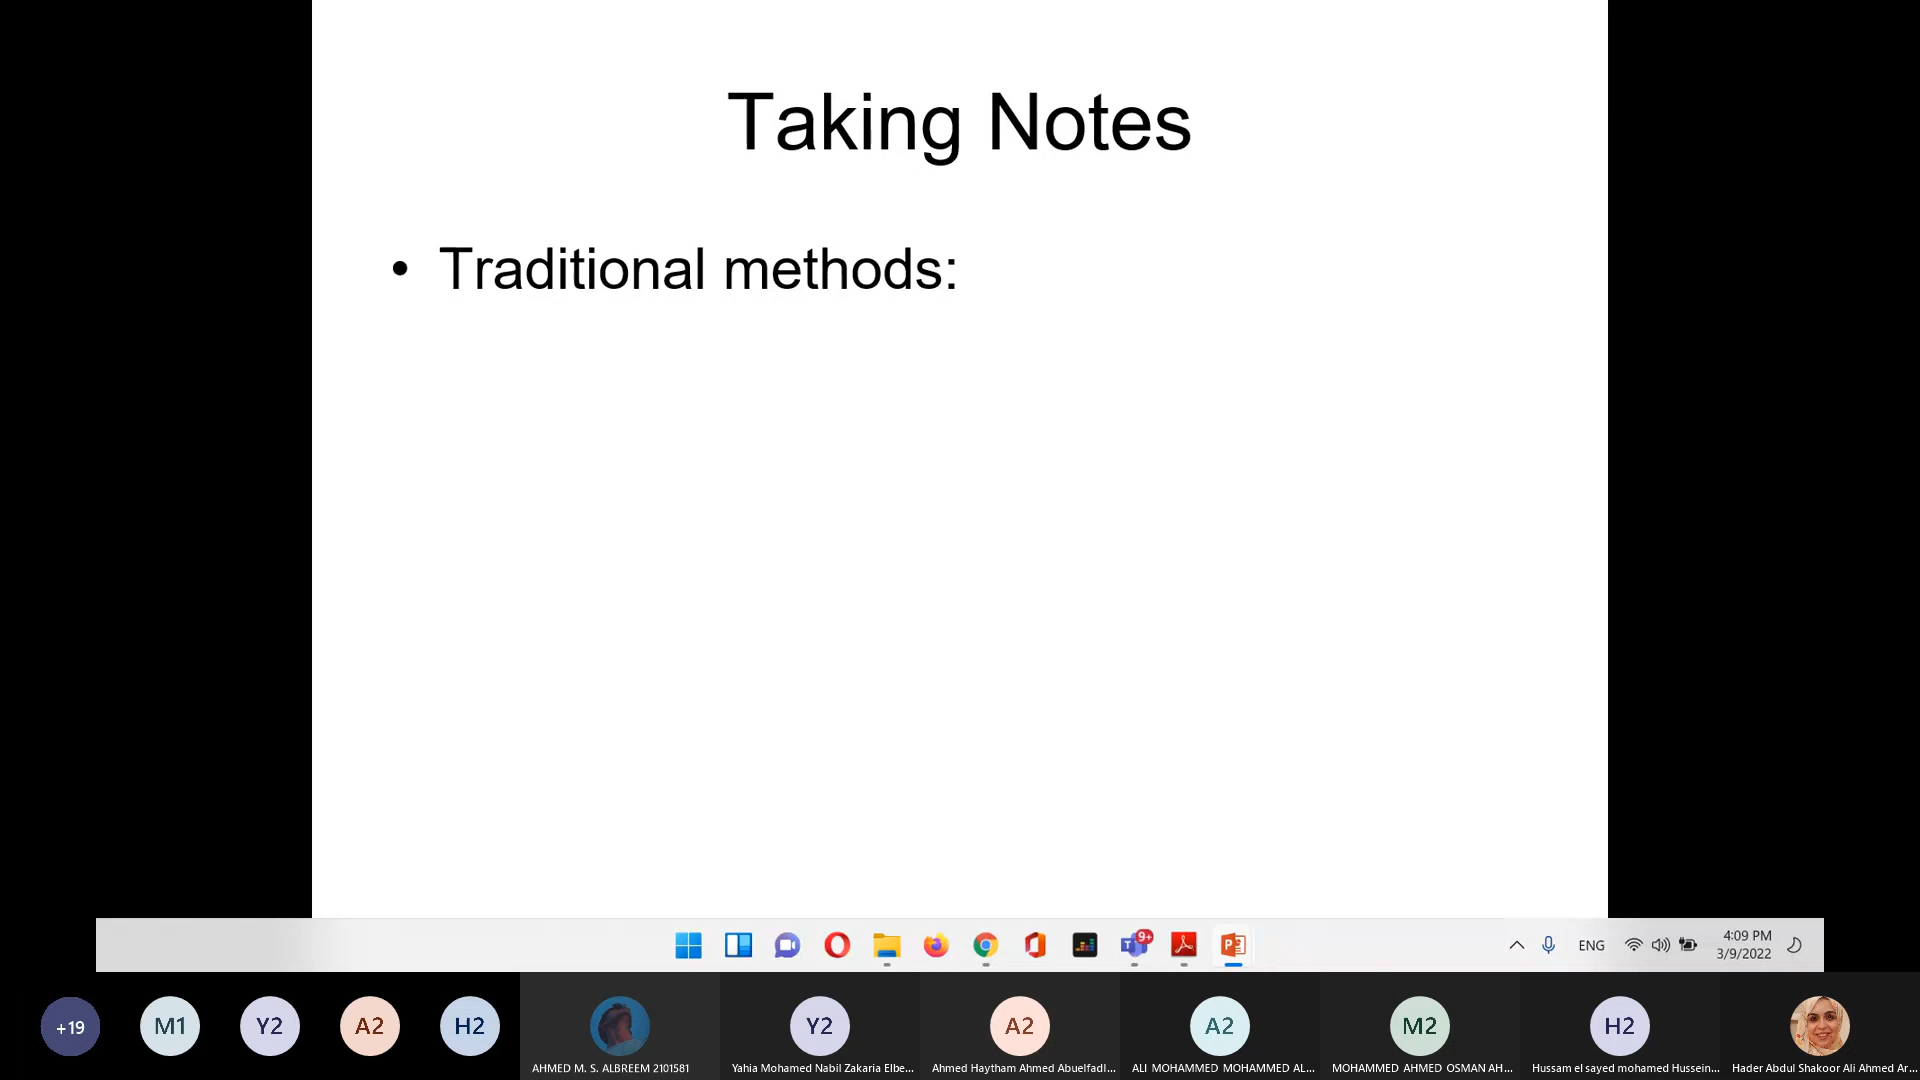 Taking Notes
• Traditional methods:
9+
ENG
4:09 PM
3/9/2022
+19
M1
Y2
A2
H2
Y2
A2
A2
M2
H2
AHMED M. S. ALBREEM 2101581
Yahia Mohamed Nabil Zakaria Elbe...
Ahmed Haytham Ahmed Abuelfadl...
ALI MOHAMMED MOHAMMED AL...
MOHAMMED AHMED OSMAN AH...
Hussam el sayed mohamed Hussein...
Hader Abdul Shakoor Ali Ahmed Ar...